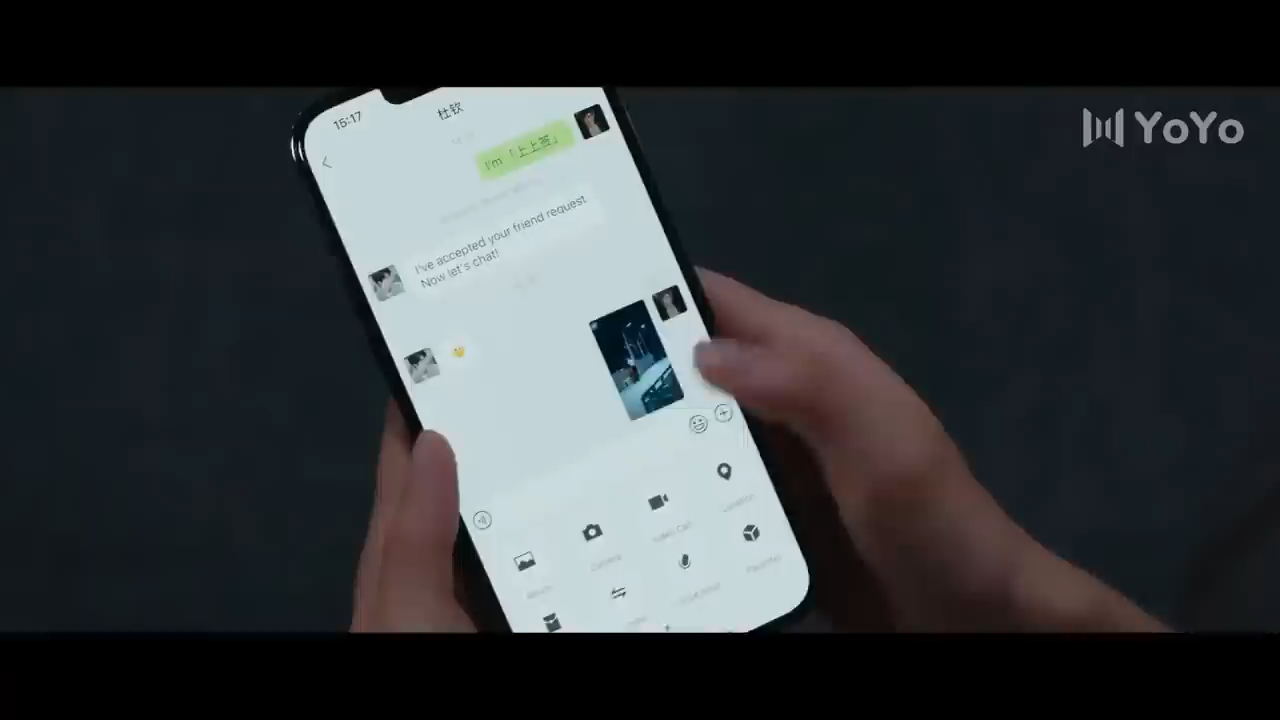 YoYo
15:17
杜钦
I'm「上上签」
I've accepted your friend request
Now let's chat!
Camera
Video Call
Location